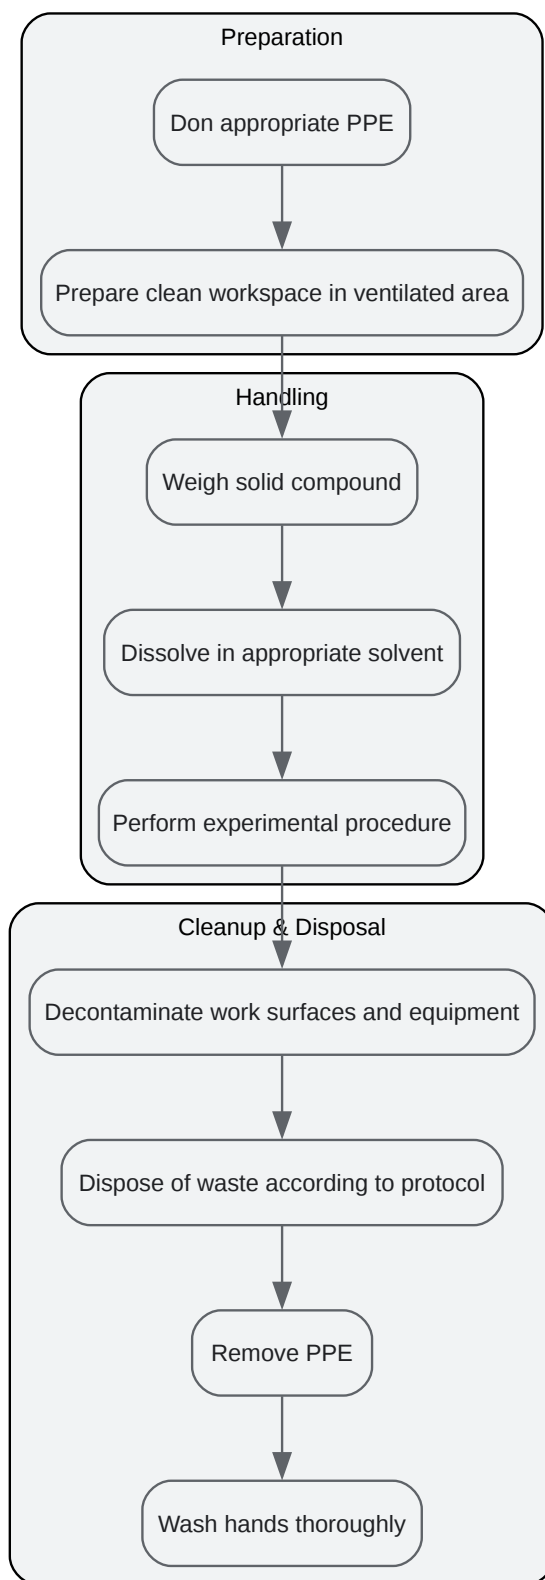 Preparation
Don appropriate PPE
Prepare clean workspace in ventilated area
Handling
Weigh solid compound
Dissolve in appropriate solvent
Perform experimental procedure
Cleanup & Disposal
Decontaminate work surfaces and equipment
Dispose of waste according to protocol
Remove PPE
Wash hands thoroughly